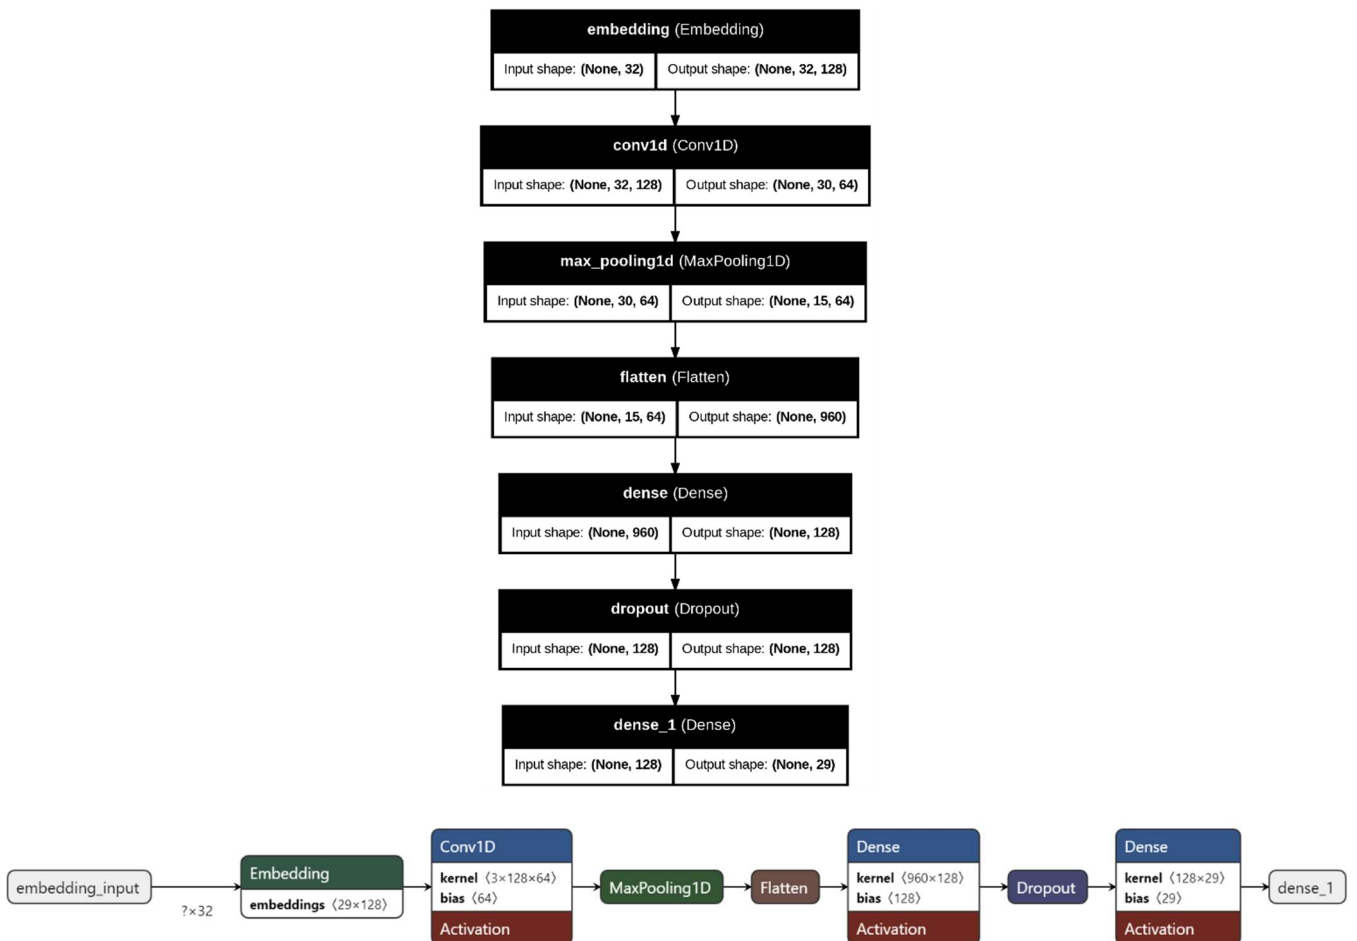 embedding (Embedding)
Input shape: (None, 32) Output shape: (None, 32, 128)
conv1d (Conv1D)
Input shape: (None, 32, 128) Output shape: (None, 30, 64)
max_pooling1d (MaxPooling1D)
Input shape: (None, 30, 64) Output shape: (None, 15, 64)
flatten (Flatten)
Input shape: (None, 15, 64) Output shape: (None, 960)
dense (Dense)
Input shape: (None, 960) Output shape: (None, 128)
dropout (Dropout)
Input shape: (None, 128) Output shape: (None, 128)
dense_1 (Dense)
Input shape: (None, 128) Output shape: (None, 29)
embedding_input
?×32
Embedding
embeddings ⟨29×128⟩
Conv1D
kernel ⟨3×128×64⟩
bias ⟨64⟩
Activation
MaxPooling1D
Flatten
Dense
kernel ⟨960×128⟩
bias ⟨128⟩
Activation
Dropout
Dense
kernel ⟨128×29⟩
bias ⟨29⟩
Activation
dense_1